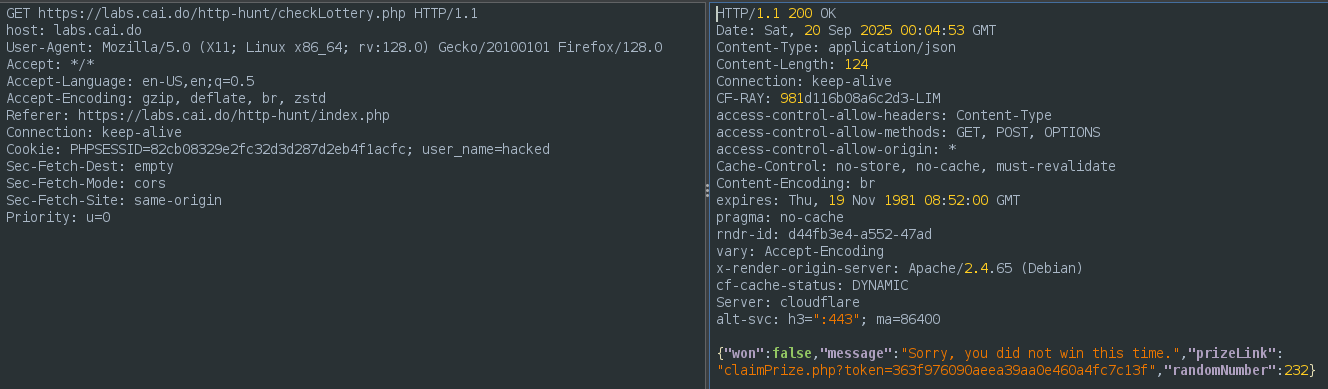 GET https://labs.cai.do/http-hunt/checkLottery.php HTTP/1.1
host: labs.cai.do
User-Agent: Mozilla/5.0 (X11; Linux x86_64; rv:128.0) Gecko/20100101 Firefox/128.0
Accept: */*
Accept-Language: en-US,en;q=0.5
Accept-Encoding: gzip, deflate, br, zstd
Referer: https://labs.cai.do/http-hunt/index.php
Connection: keep-alive
Cookie: PHPSESSID=82cb08329e2fc32d3d287d2eb4f1acfc; user_name=hacked
Sec-Fetch-Dest: empty
Sec-Fetch-Mode: cors
Sec-Fetch-Site: same-origin
Priority: u=0
HTTP/1.1 200 OK
Date: Sat, 20 Sep 2025 00:04:53 GMT
Content-Type: application/json
Content-Length: 124
Connection: keep-alive
CF-RAY: 981d116b08a6c2d3-LIM
access-control-allow-headers: Content-Type
access-control-allow-methods: GET, POST, OPTIONS
access-control-allow-origin: *
Cache-Control: no-store, no-cache, must-revalidate
Content-Encoding: br
expires: Thu, 19 Nov 1981 08:52:00 GMT
pragma: no-cache
rndr-id: d44fb3e4-a552-47ad
vary: Accept-Encoding
x-render-origin-server: Apache/2.4.65 (Debian)
cf-cache-status: DYNAMIC
Server: cloudflare
alt-svc: h3=":443"; ma=86400
{"won":false,"message":"Sorry, you did not win this time.","prizeLink":
"claimPrize.php?token=363f976090aeea39aa0e460a4fc7c13f","randomNumber":232}